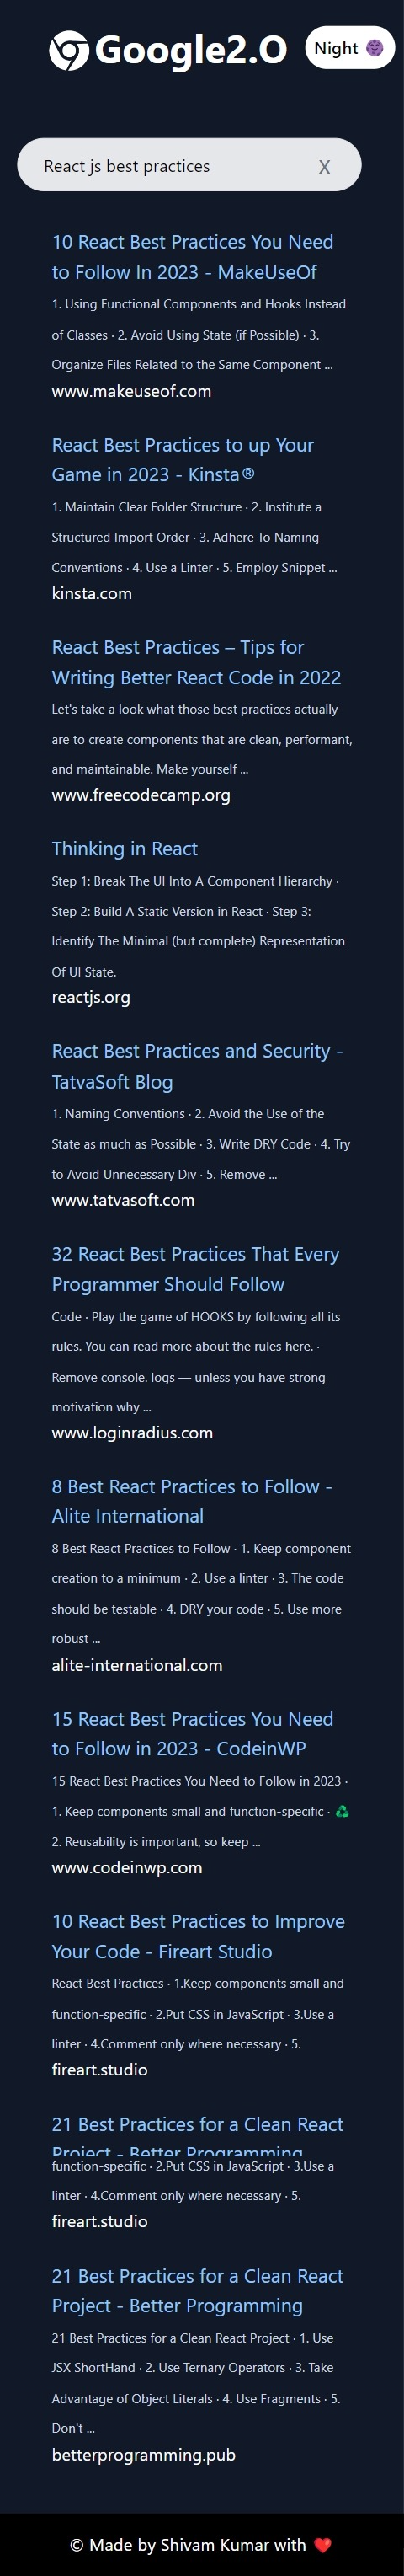 Google2.O
Night
React js best practices
X
10 React Best Practices You Need
to Follow In 2023 - MakeUseOf
1. Using Functional Components and Hooks Instead
of Classes · 2. Avoid Using State (if Possible) · 3.
Organize Files Related to the Same Component ...
www.makeuseof.com
React Best Practices to up Your
Game in 2023 - Kinsta®
1. Maintain Clear Folder Structure · 2. Institute a
Structured Import Order · 3. Adhere To Naming
Conventions · 4. Use a Linter · 5. Employ Snippet ...
kinsta.com
React Best Practices – Tips for
Writing Better React Code in 2022
Let's take a look what those best practices actually
are to create components that are clean, performant,
and maintainable. Make yourself ...
www.freecodecamp.org
Thinking in React
Step 1: Break The UI Into A Component Hierarchy ·
Step 2: Build A Static Version in React · Step 3:
Identify The Minimal (but complete) Representation
Of UI State.
reactjs.org
React Best Practices and Security -
TatvaSoft Blog
1. Naming Conventions · 2. Avoid the Use of the
State as much as Possible · 3. Write DRY Code · 4. Try
to Avoid Unnecessary Div · 5. Remove ...
www.tatvasoft.com
32 React Best Practices That Every
Programmer Should Follow
Code · Play the game of HOOKS by following all its
rules. You can read more about the rules here. ·
Remove console. logs — unless you have strong
motivation why ...
www.loginradius.com
8 Best React Practices to Follow -
Alite International
8 Best React Practices to Follow · 1. Keep component
creation to a minimum · 2. Use a linter · 3. The code
should be testable · 4. DRY your code · 5. Use more
robust ...
alite-international.com
15 React Best Practices You Need
to Follow in 2023 - CodeinWP
15 React Best Practices You Need to Follow in 2023 ·
1. Keep components small and function-specific · ♻️
2. Reusability is important, so keep ...
www.codeinwp.com
10 React Best Practices to Improve
Your Code - Fireart Studio
React Best Practices · 1.Keep components small and
function-specific · 2.Put CSS in JavaScript · 3.Use a
linter · 4.Comment only where necessary · 5.
fireart.studio
21 Best Practices for a Clean React
Project - Better Programming
function-specific · 2.Put CSS in JavaScript · 3.Use a
linter · 4.Comment only where necessary · 5.
fireart.studio
21 Best Practices for a Clean React
Project - Better Programming
21 Best Practices for a Clean React Project · 1. Use
JSX ShortHand · 2. Use Ternary Operators · 3. Take
Advantage of Object Literals · 4. Use Fragments · 5.
Don't ...
betterprogramming.pub
© Made by Shivam Kumar with ❤️